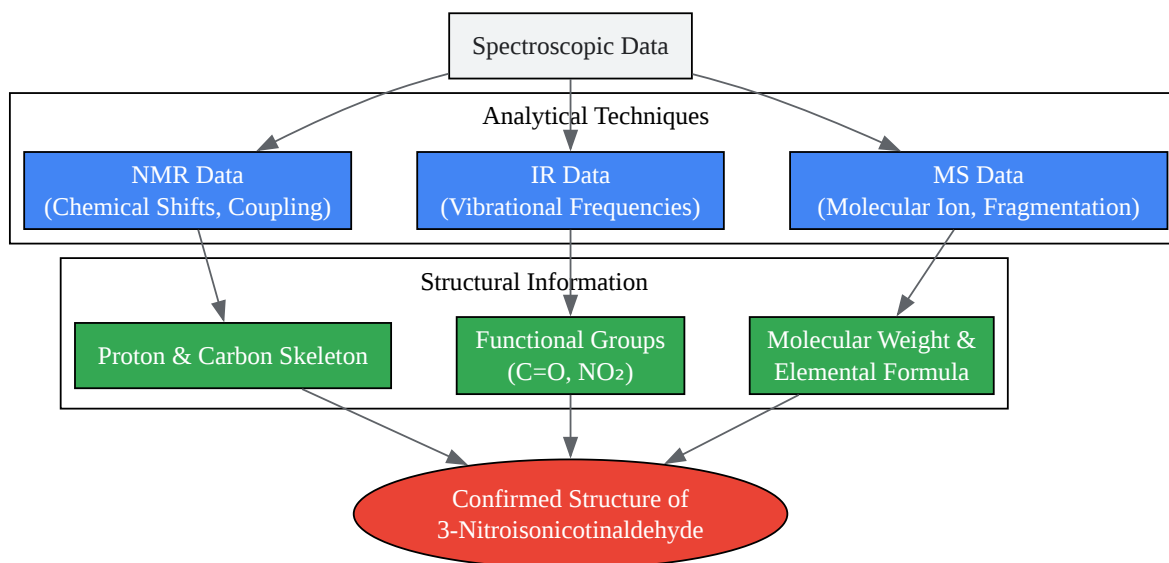 Spectroscopic Data
Analytical Techniques
NMR Data
(Chemical Shifts, Coupling)
IR Data
(Vibrational Frequencies)
MS Data
(Molecular Ion, Fragmentation)
Structural Information
Proton & Carbon Skeleton
Functional Groups
(C=O, NO₂)
Molecular Weight &
Elemental Formula
Confirmed Structure of
3-Nitroisonicotinaldehyde